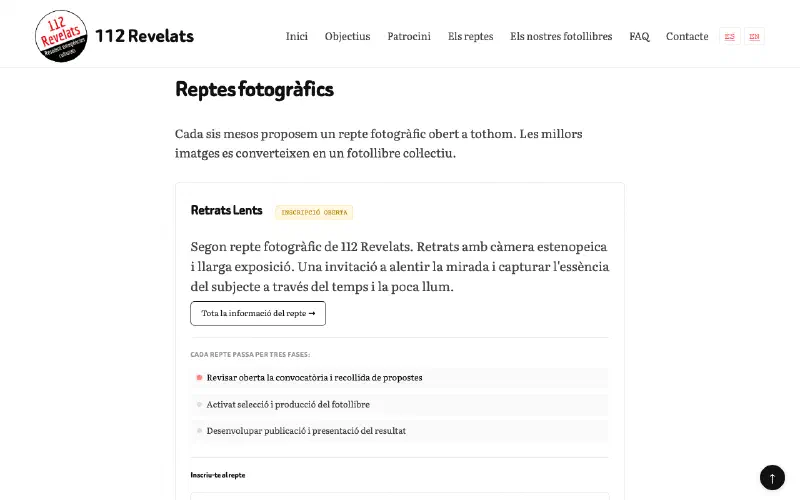 112
Revelats
Revelant emergències
culturals
112 Revelats
Inici
Objectius
Patrocini
Els reptes
Els nostres fotollibres
FAQ
Contacte
ES
EN
Reptes fotogràfics
Cada sis mesos proposem un repte fotogràfic obert a tothom. Les millors
imatges es converteixen en un fotollibre col·lectiu.
Retrats Lents
INSCRIPCIÓ OBERTA
Segon repte fotogràfic de 112 Revelats. Retrats amb càmera estenopeica
i llarga exposició. Una invitació a alentir la mirada i capturar l'essència
del subjecte a través del temps i la poca llum.
Tota la informació del repte →
CADA REPTE PASSA PER TRES FASES:
Revisar oberta la convocatòria i recollida de propostes
Activat selecció i producció del fotollibre
Desenvolupar publicació i presentació del resultat
Inscriu-te al repte
↑